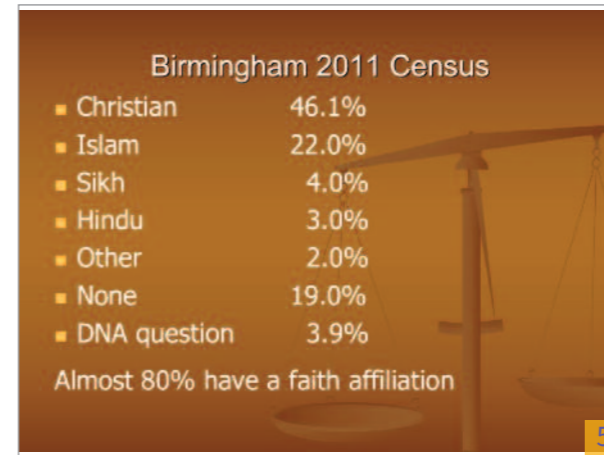 Birmingham 2011 Census
Christian 46.1%
Islam 22.0%
Sikh 4.0%
Hindu 3.0%
Other 2.0%
None 19.0%
DNA question 3.9%
Almost 80% have a faith affiliation
5